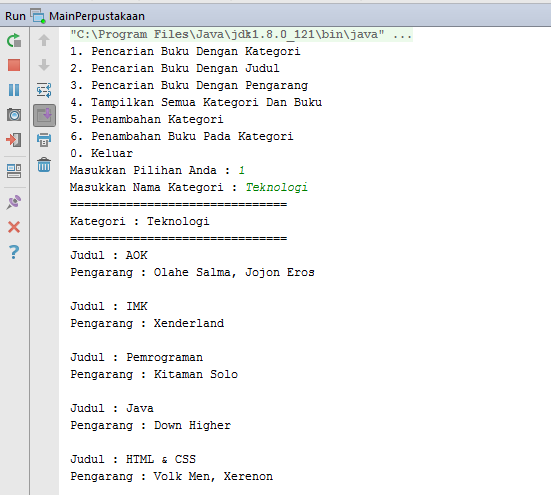 Run MainPerpustakaan
"C:\Program Files\Java\jdk1.8.0_121\bin\java" ...
1. Pencarian Buku Dengan Kategori
2. Pencarian Buku Dengan Judul
3. Pencarian Buku Dengan Pengarang
4. Tampilkan Semua Kategori Dan Buku
5. Penambahan Kategori
6. Penambahan Buku Pada Kategori
0. Keluar
Masukkan Pilihan Anda : 1
Masukkan Nama Kategori : Teknologi
===============================
Kategori : Teknologi
===============================
Judul : AOK
Pengarang : Olahe Salma, Jojon Eros
Judul : IMK
Pengarang : Xenderland
Judul : Pemrograman
Pengarang : Kitaman Solo
Judul : Java
Pengarang : Down Higher
Judul : HTML & CSS
Pengarang : Volk Men, Xerenon